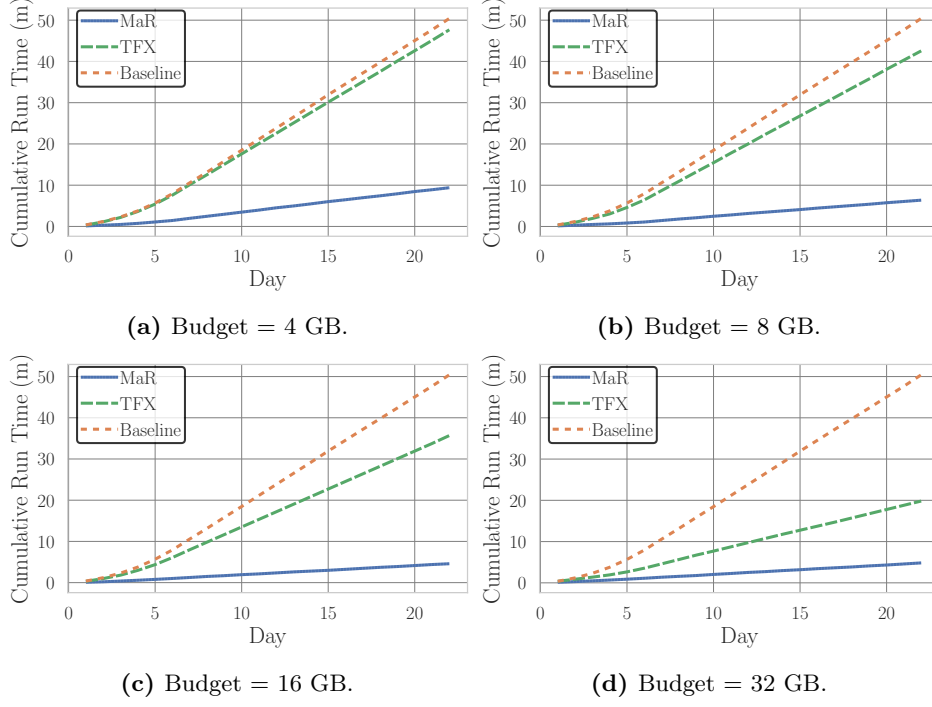 Cumulative Run Time (m)
50
40
30
20
10
0
MaR
TFX
Baseline
0
5
10
15
20
Day
(a) Budget = 4 GB.
Cumulative Run Time (m)
50
40
30
20
10
0
MaR
TFX
Baseline
0
5
10
15
20
Day
(b) Budget = 8 GB.
Cumulative Run Time (m)
50
40
30
20
10
0
MaR
TFX
Baseline
0
5
10
15
20
Day
(c) Budget = 16 GB.
Cumulative Run Time (m)
50
40
30
20
10
0
MaR
TFX
Baseline
0
5
10
15
20
Day
(d) Budget = 32 GB.